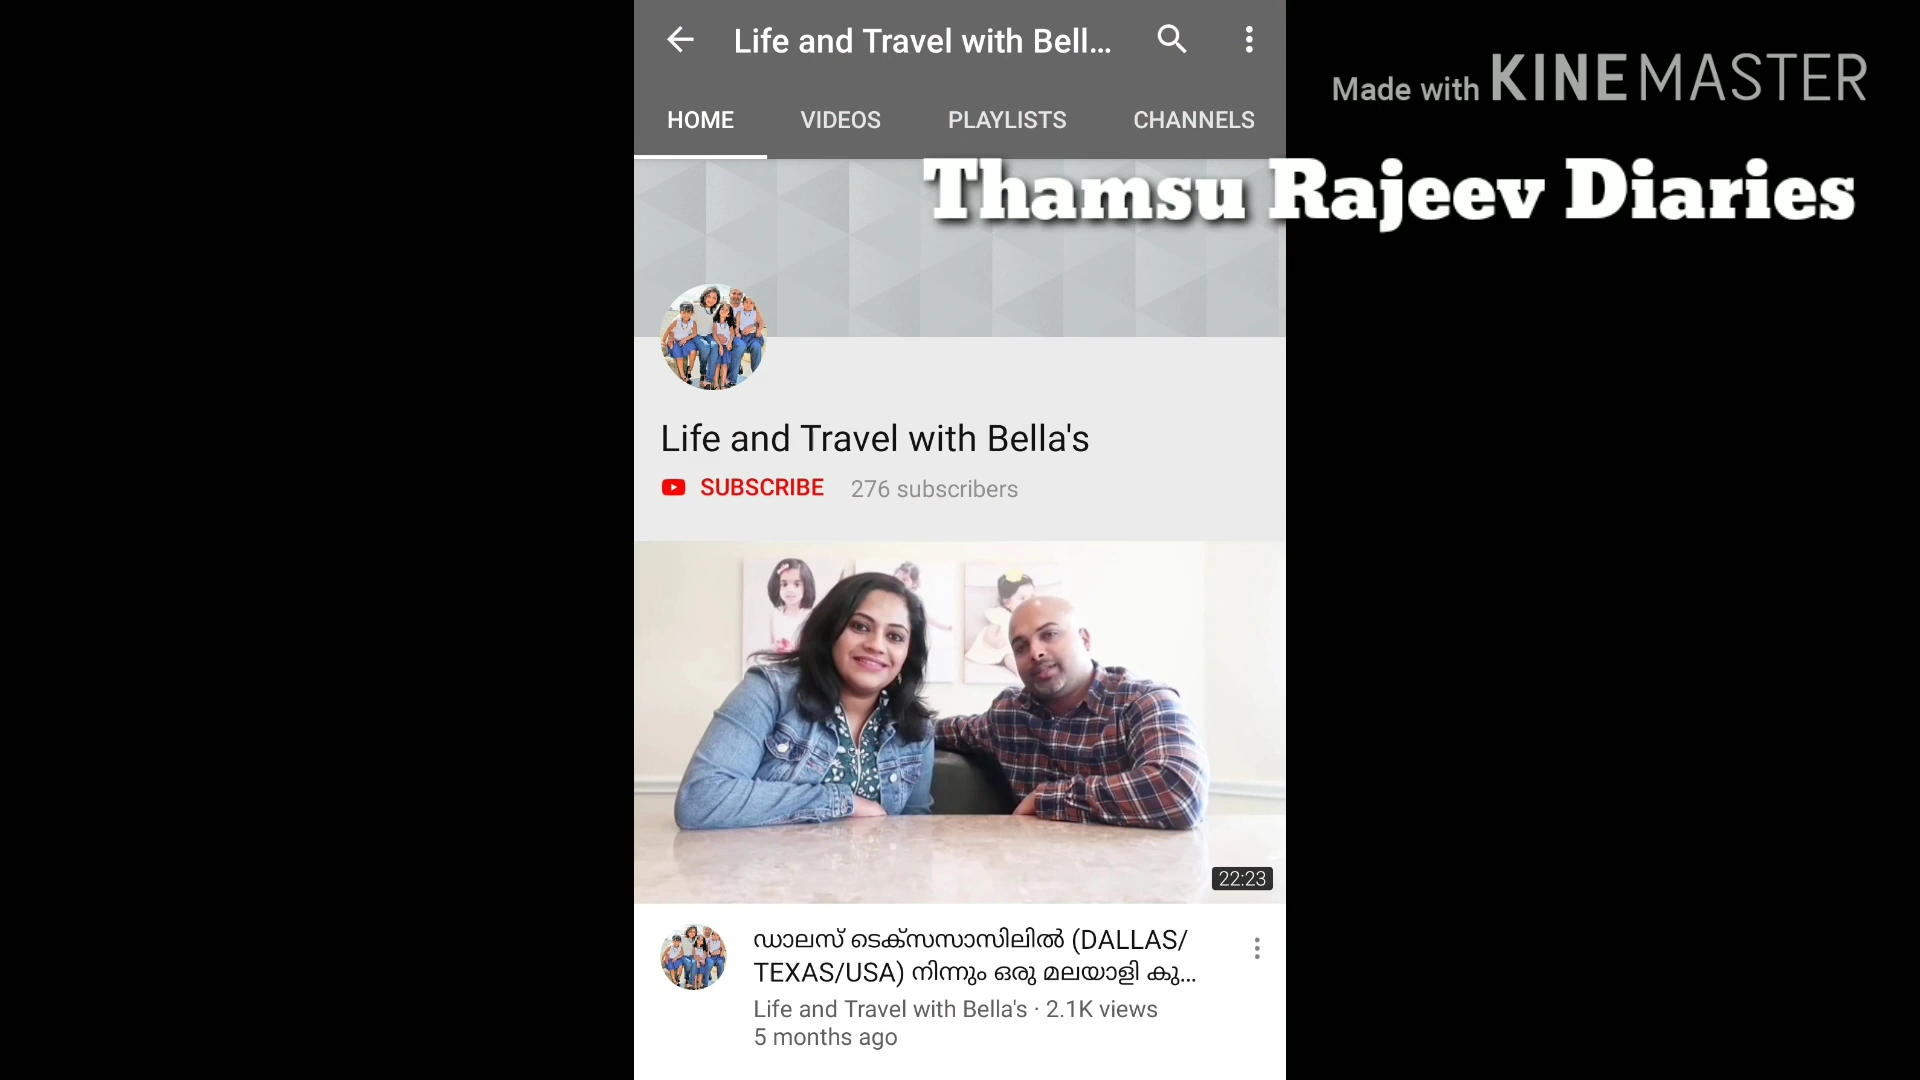 Life and Travel with Bell...
Made with KINEMASTER
HOME VIDEOS PLAYLISTS CHANNELS
Thamsu Rajeev Diaries
Life and Travel with Bella's
SUBSCRIBE 276 subscribers
22:23
ഡാലസ് ടെക്സസാസിലിൽ (DALLAS/
TEXAS/USA) നിന്നും ഒരു മലയാളി കു...
Life and Travel with Bella's · 2.1K views
5 months ago